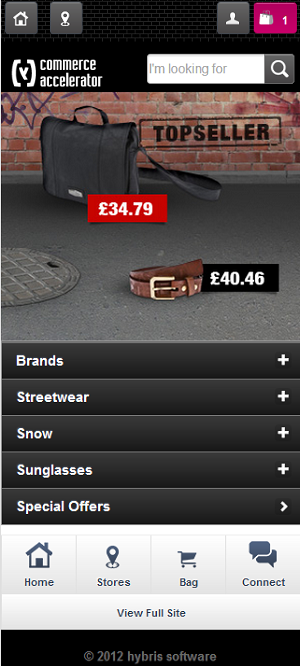 1
commerce
accelerator
I'm looking for
TOPSELLER
£34.79
£40.46
Brands
Streetwear
Snow
Sunglasses
Special Offers
Home Stores Bag Connect
View Full Site
© 2012 hybris software